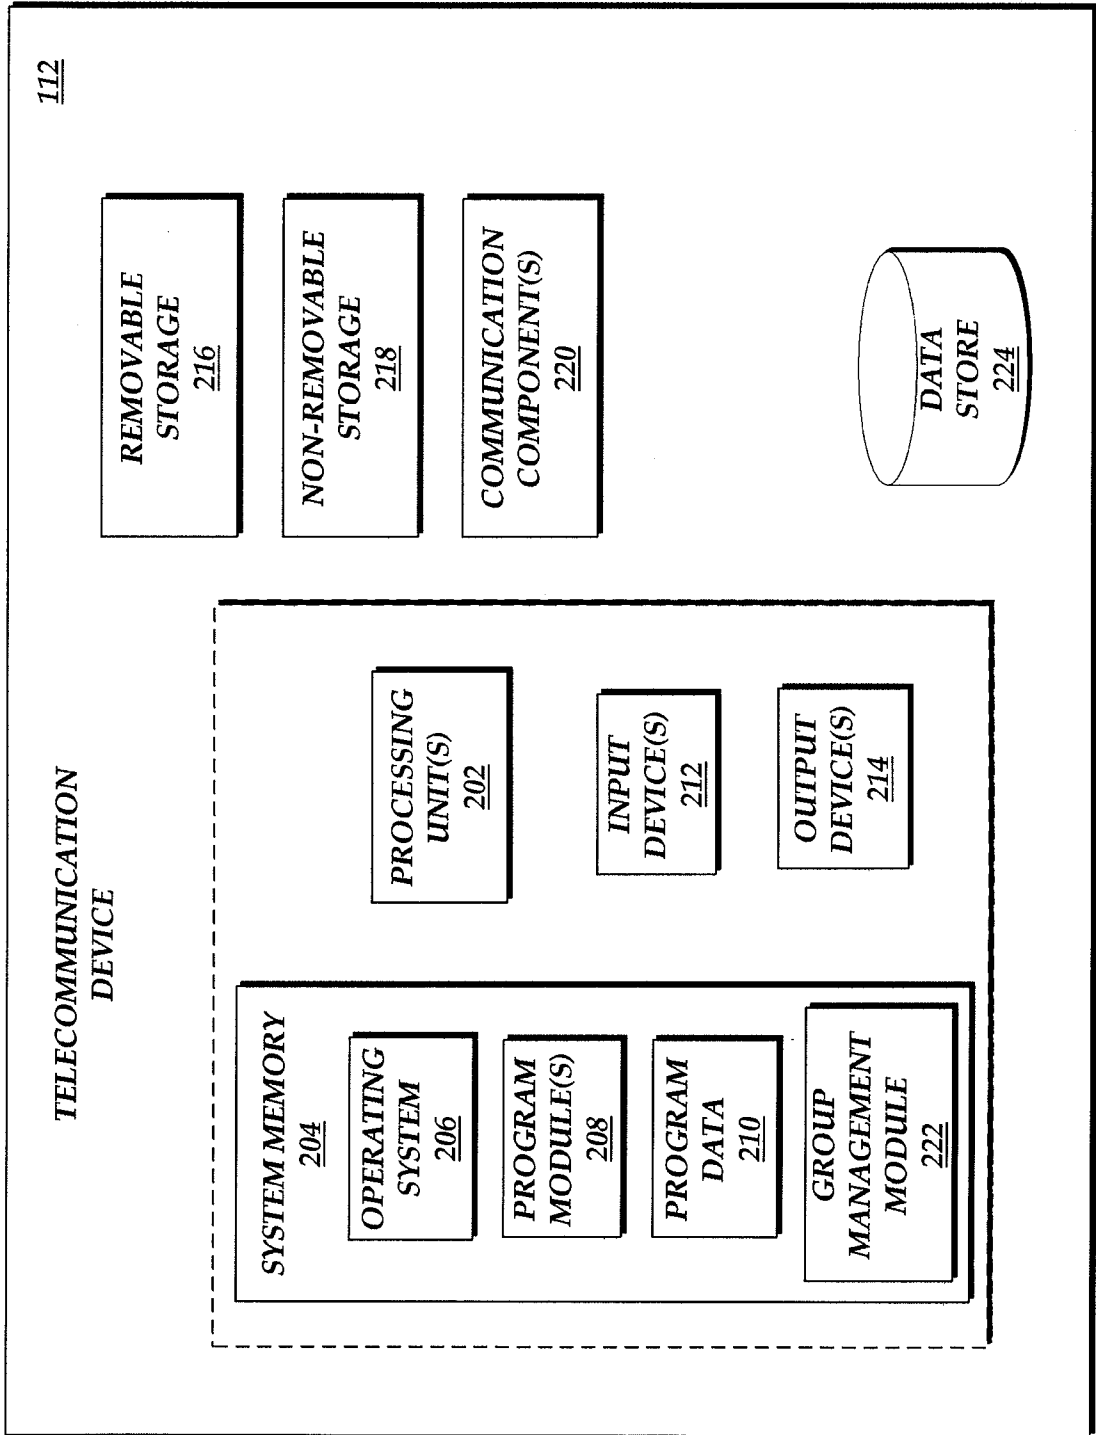 TELECOMMUNICATION
DEVICE
112
SYSTEM MEMORY
204
OPERATING
SYSTEM
206
PROGRAM
MODULE(S)
208
PROGRAM
DATA
210
GROUP
MANAGEMENT
MODULE
222
PROCESSING
UNIT(S)
202
INPUT
DEVICE(S)
212
OUTPUT
DEVICE(S)
214
REMOVABLE
STORAGE
216
NON-REMOVABLE
STORAGE
218
COMMUNICATION
COMPONENT(S)
220
DATA
STORE
224